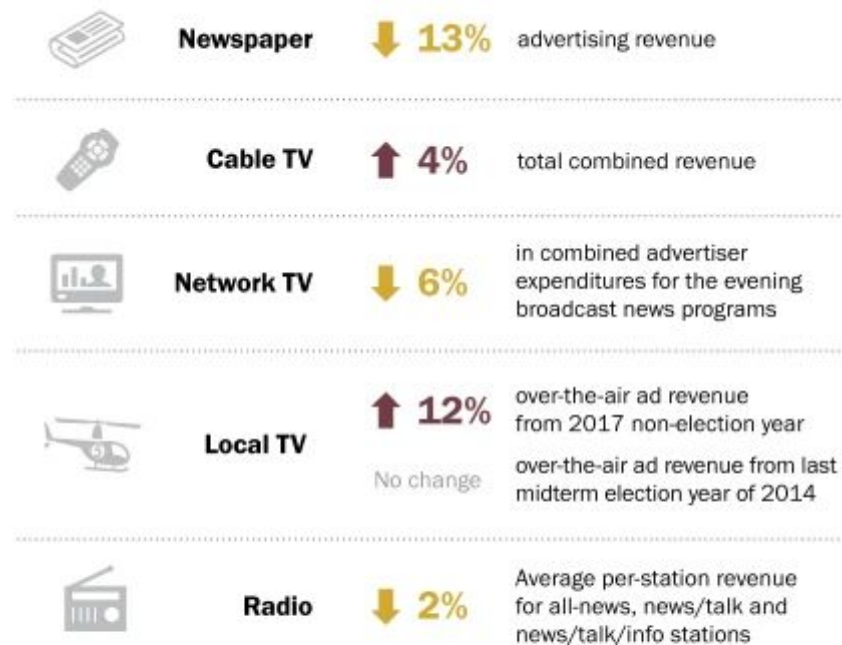 Newspaper 13% advertising revenue
Cable TV 4% total combined revenue
in combined advertiser
Network TV 6% expenditures for the evening
broadcast news programs
12% over-the-air ad revenue
from 2017 non-election year
Local TV
No change over-the-air ad revenue from last
midterm election year of 2014
Average per-station revenue
Radio 2% for all-news, news/talk and
news/talk/info stations